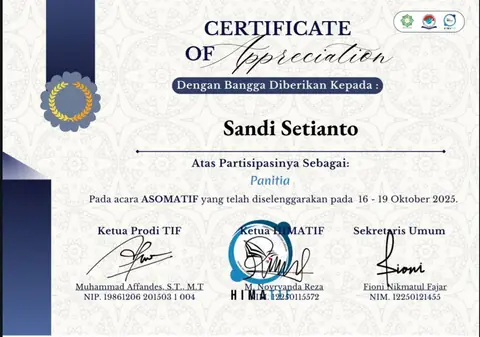 CERTIFICATE
OF Appreciation
Dengan Bangga Diberikan Kepada :
Sandi Setianto
Atas Partisipasinya Sebagai:
Panitia
Pada acara ASOMATIF yang telah diselenggarakan pada 16 - 19 Oktober 2025.
Ketua Prodi TIF Ketua HIMATIF Sekretaris Umum
Fioni
Muhammad Affandes, S.T., M.T M. Novryanda Reza Fioni Nikmatul Fajar
NIP. 19861206 201503 1 004 12250115572 NIM. 12250121455
HIMATIF